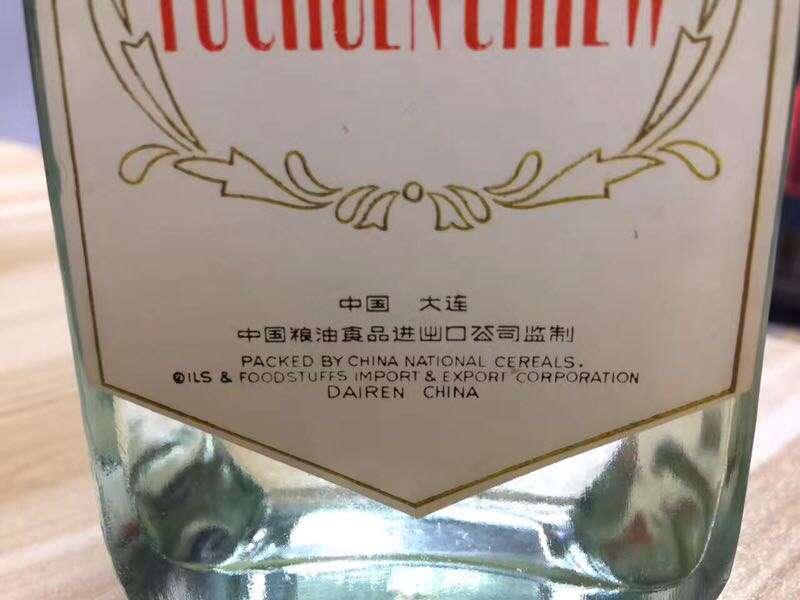 中国 大连
中国粮油食品进出口公司监制
PACKED BY CHINA NATIONAL CEREALS.
OILS & FOODSTUFFS IMPORT & EXPORT CORPORATION
DAIREN CHINA